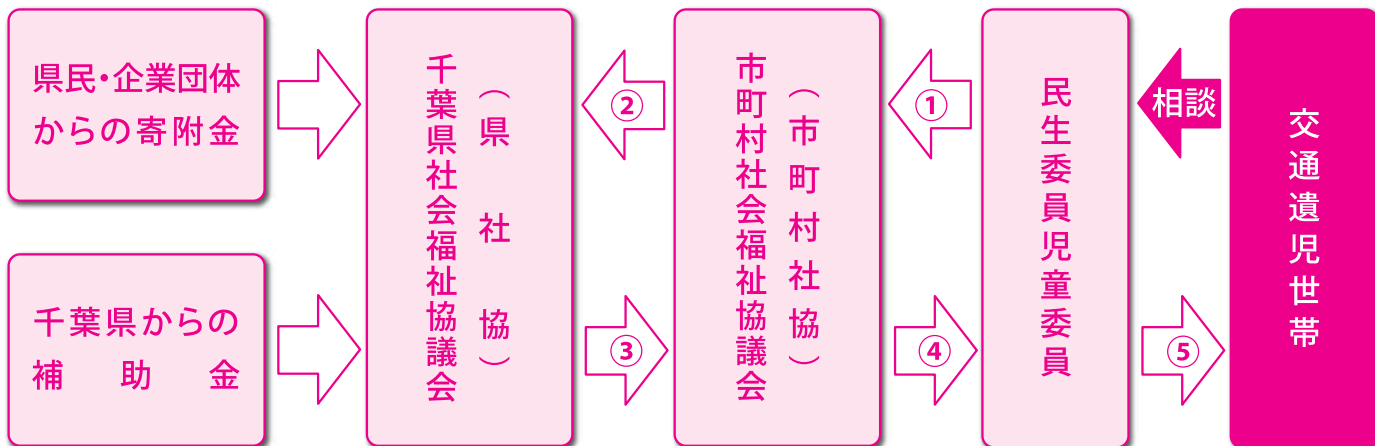 県民・企業団体
からの寄附金
千葉県からの
補助金
千葉県社会福祉協議会
（県社協）
②
③
市町村社会福祉協議会
（市町村社協）
①
④
民生委員児童委員
相談
⑤
交通遺児世帯